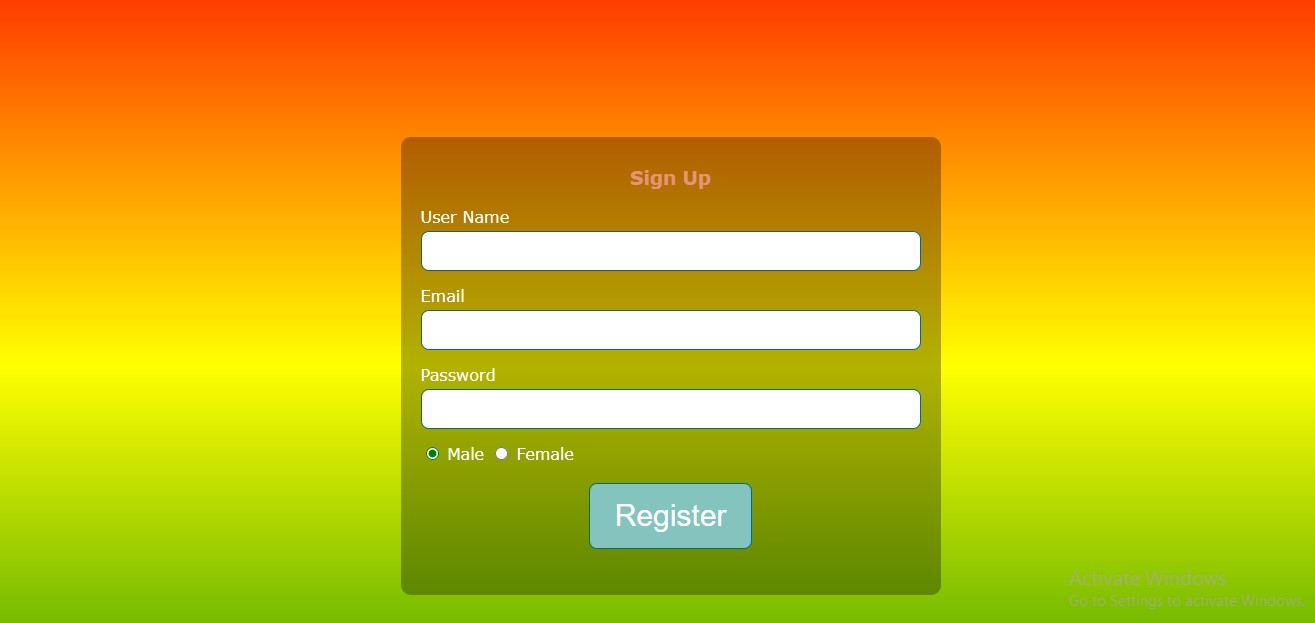 Sign Up
User Name
Email
Password
Male Female
Register
Activate Windows
Go to Settings to activate Windows.